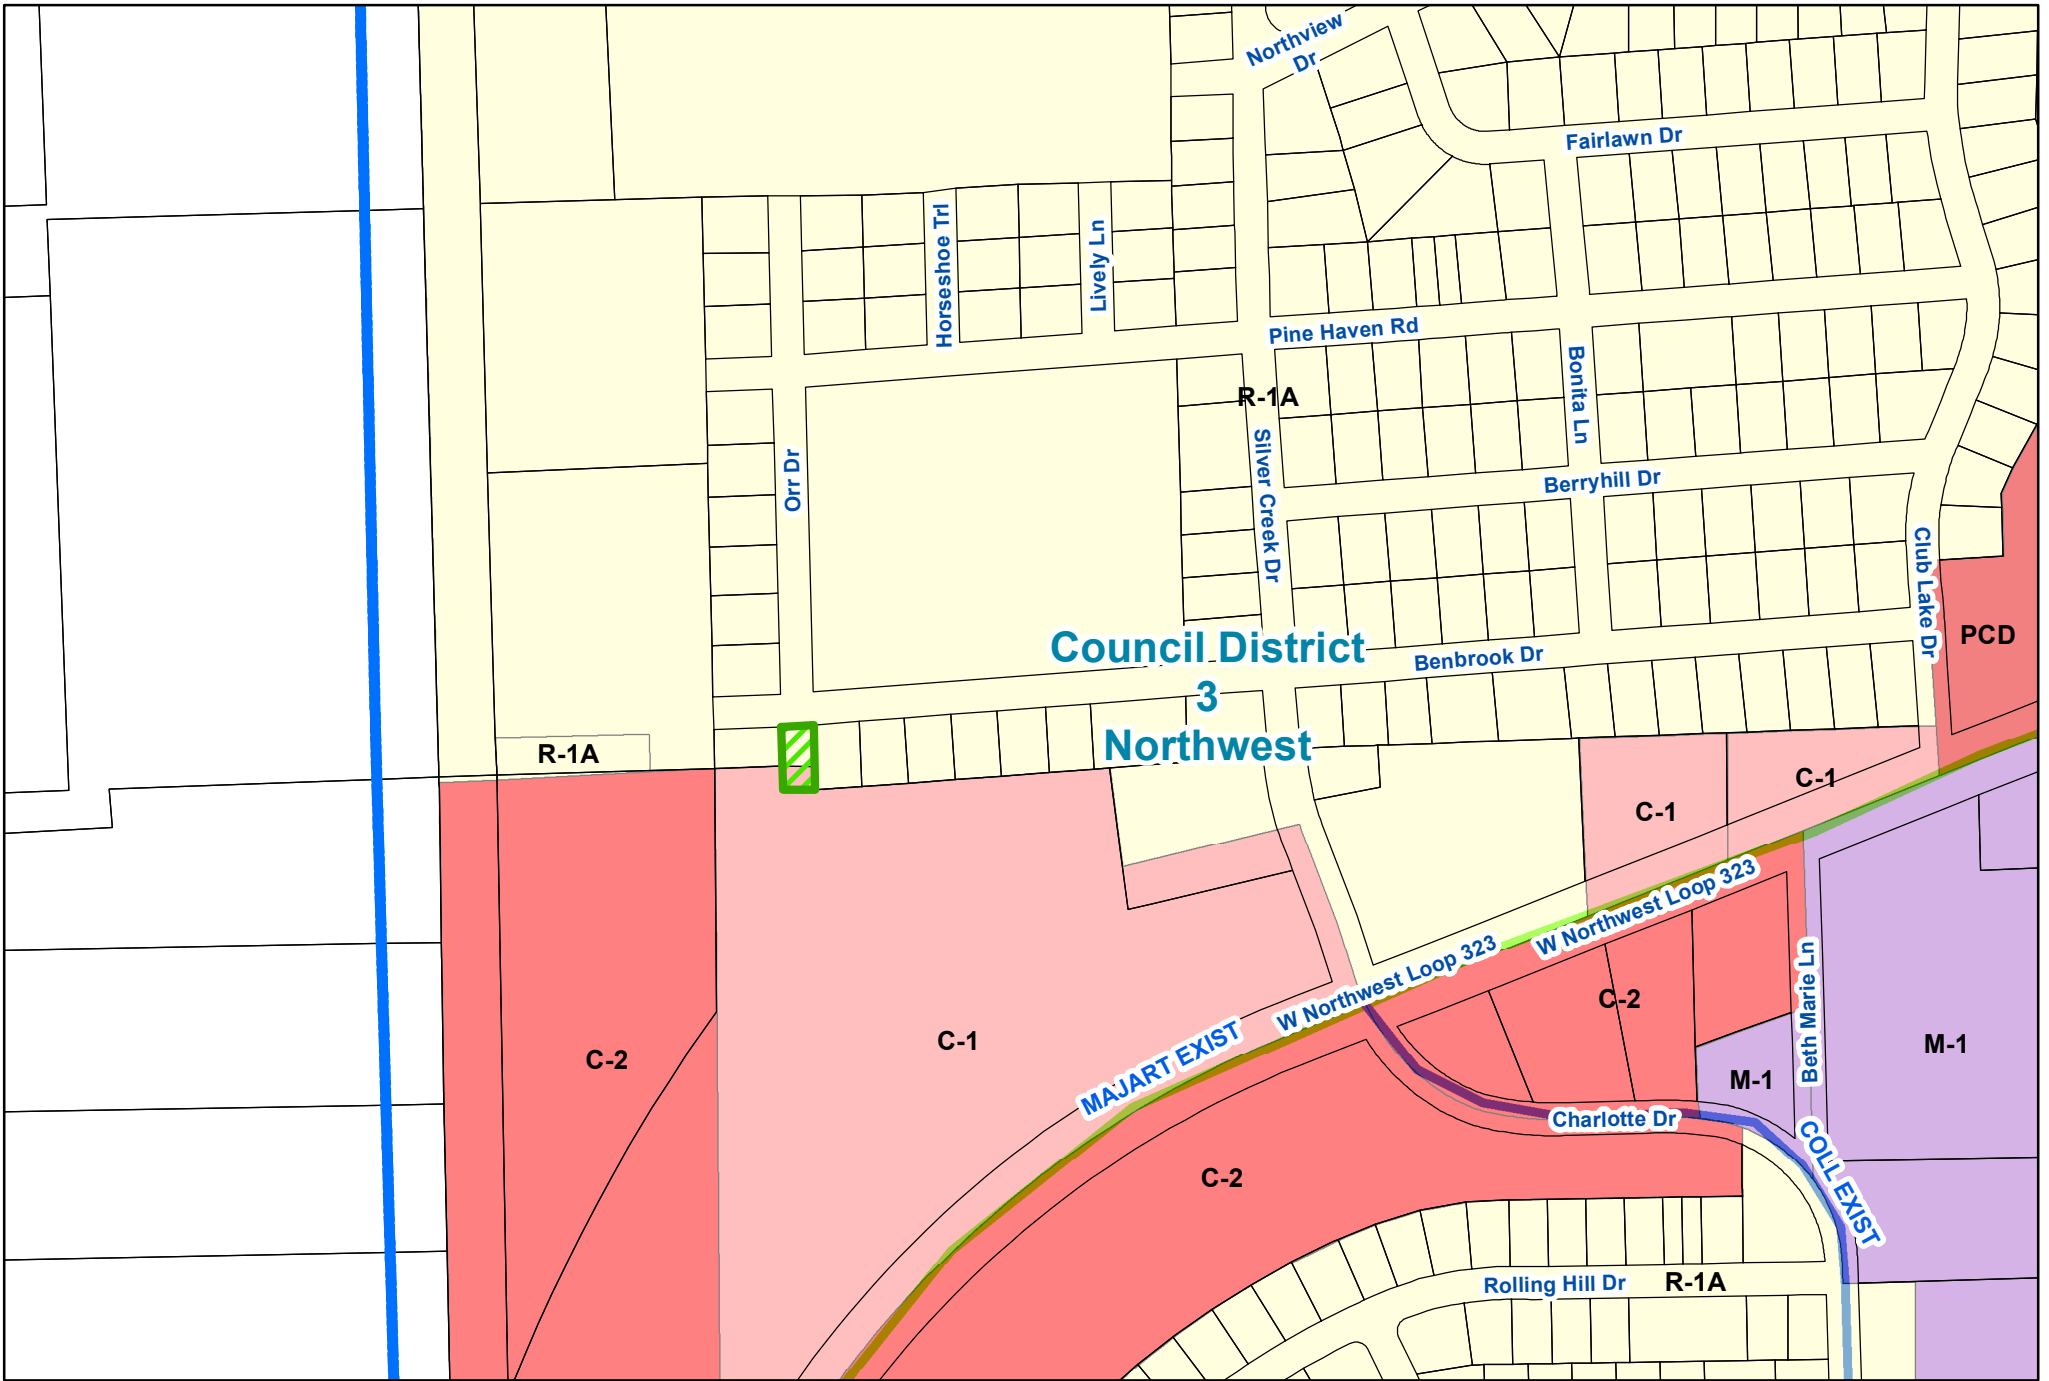 Northview
Dr
Fairlawn Dr
Horseshoe Trl
Lively Ln
Pine Haven Rd
R-1A
Bonita Ln
Orr Dr
Silver Creek Dr
Berryhill Dr
Club Lake Dr
PCD
Council District
3
Northwest
Benbrook Dr
R-1A
C-1
C-1
W Northwest Loop 323
W Northwest Loop 323
C-2
C-1
C-2
MAJART EXIST
Beth Marie Ln
M-1
M-1
Charlotte Dr
COLL EXIST
C-2
Rolling Hill Dr
R-1A